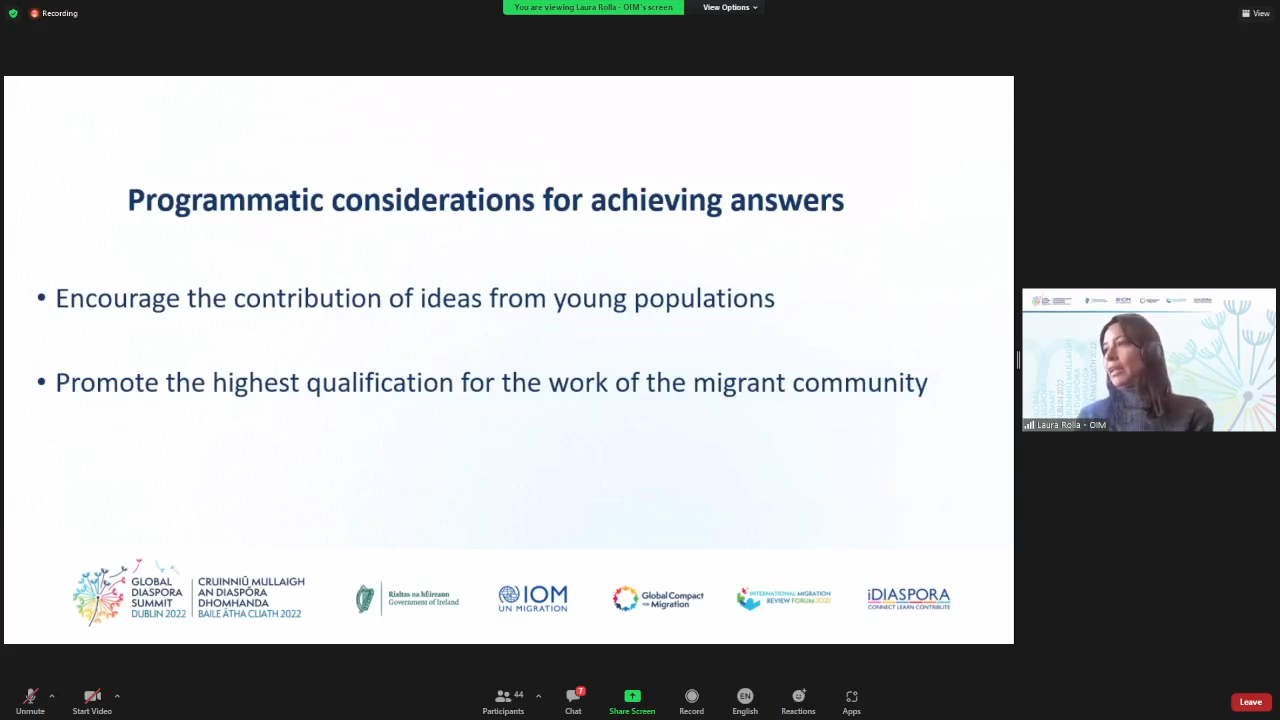 Recording
You are viewing Laura Rolla - OIM's screen
View Options
View
Programmatic considerations for achieving answers
• Encourage the contribution of ideas from young populations
• Promote the highest qualification for the work of the migrant community
Laura Rolla - OIM
GLOBAL
DIASPORA
SUMMIT
DUBLIN 2022
CRUINNIÚ MULLAIGH
AN DIASPÓRA
DHOMHANDA
BAILE ÁTHA CLIATH 2022
Rialtas na hÉireann
Government of Ireland
IOM
UN MIGRATION
Global Compact
for Migration
INTERNATIONAL MIGRATION
REVIEW FORUM 2022
iDIASPORA
CONNECT LEARN CONTRIBUTE
Unmute
Start Video
44
Participants
7
Chat
Share Screen
Record
EN
English
Reactions
Apps
Leave